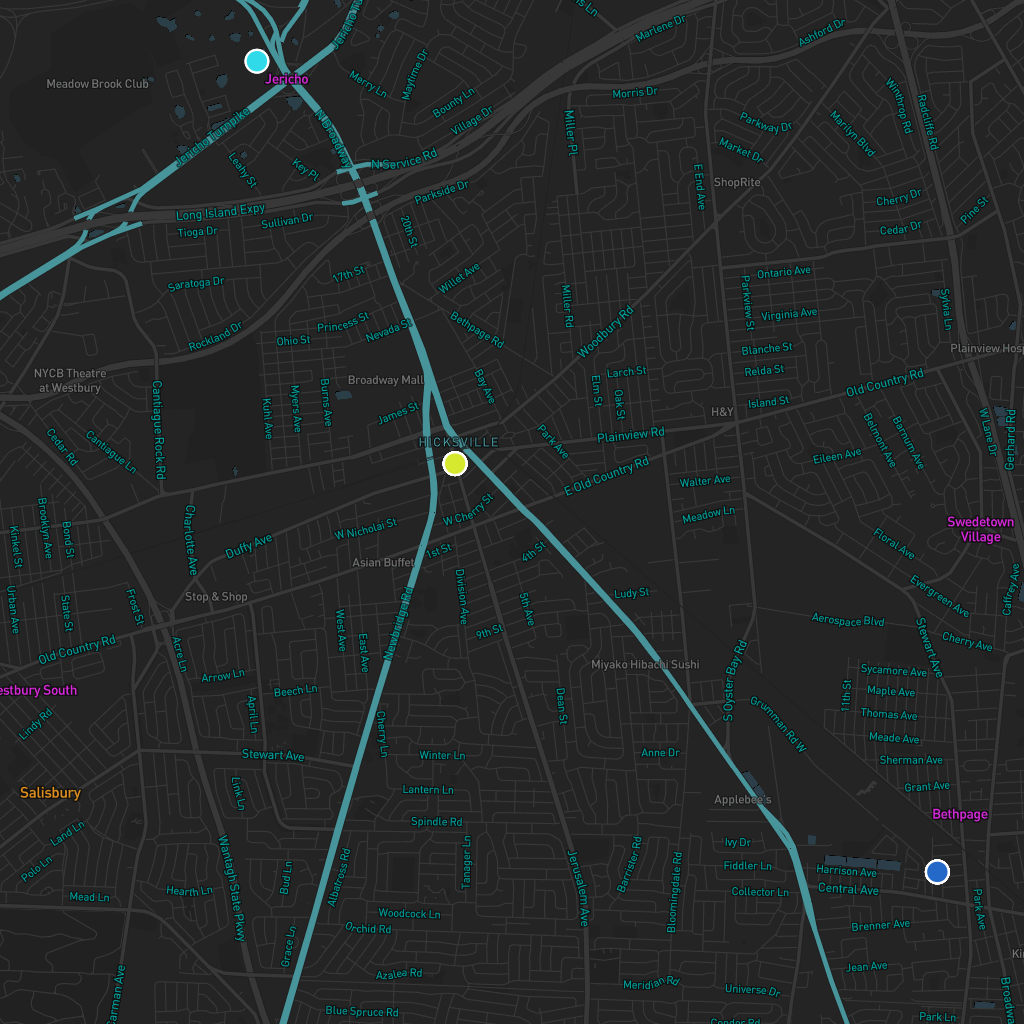 Marlene Dr
Ashford Dr
Jericho
Meadow Brook Club
Merry Ln
Maytime Dr
Morris Dr
Bounty Ln
Village Dr
Winthrop Rd
Radcliffe Rd
Parkway Dr
Marilyn Blvd
Market Dr
Miller Pl
N Broadway
Jericho Turnpike
Leahy St
Key Pl
N Service Rd
E End Ave
ShopRite
Parkside Dr
Cherry Dr
Pine St
Long Island Expy
Sullivan Dr
Tioga Dr
20th St
Cedar Dr
17th St
Willet Ave
Ontario Ave
Saratoga Dr
Parkview St
Sylvia Ln
Miller Rd
Virginia Ave
Princess St
Nevada St
Bethpage Rd
Woodbury Rd
Rockland Dr
Ohio St
Blanche St
Plainview Hosp
NYCB Theatre
at Westbury
Broadway Mall
Larch St
Relda St
Old Country Rd
Bay Ave
Elm St
Oak St
Cantiague Rock Rd
Kuhl Ave
Myers Ave
Burns Ave
James St
H&Y
Island St
W Lane Dr
Gerhard Rd
HICKSVILLE
Park Ave
Plainview Rd
Belmont Ave
Barnum Ave
Cedar Rd
Cantiague Ln
Eileen Ave
E Old Country Rd
Walter Ave
Kinkel St
Brooklyn Ave
Bond St
Charlotte Ave
W Nicholai St
W Cherry St
Meadow Ln
Swedetown
Village
Duffy Ave
1st St
4th St
Floral Ave
Asian Buffet
Urban Ave
State St
Frost St
Stop & Shop
Division Ave
5th Ave
Ludy St
Evergreen Ave
Caffrey Ave
Newbridge Rd
West Ave
East Ave
9th St
Aerospace Blvd
Stewart Ave
Cherry Ave
Old Country Rd
Acre Ln
Arrow Ln
Miyako Hibachi Sushi
S Oyster Bay Rd
Sycamore Ave
estbury South
Beech Ln
11th St
Maple Ave
Lindy Rd
April Ln
Cherry Ln
Dean St
Grumman Rd W
Thomas Ave
Meade Ave
Stewart Ave
Winter Ln
Anne Dr
Sherman Ave
Salisbury
Link Ln
Lantern Ln
Applebee's
Grant Ave
Bethpage
Land Ln
Spindle Rd
Ivy Dr
Polo Ln
Wantagh State Pkwy
Bud Ln
Albatross Rd
Tanager Ln
Jerusalem Ave
Barrister Rd
Bloomingdale Rd
Fiddler Ln
Harrison Ave
Mead Ln
Hearth Ln
Collector Ln
Central Ave
Park Ave
Woodcock Ln
Orchid Rd
Brenner Ave
Grace Ln
Azalea Rd
Meridian Rd
Universe Dr
Jean Ave
Blue Spruce Rd
Condor Rd
Park Ln